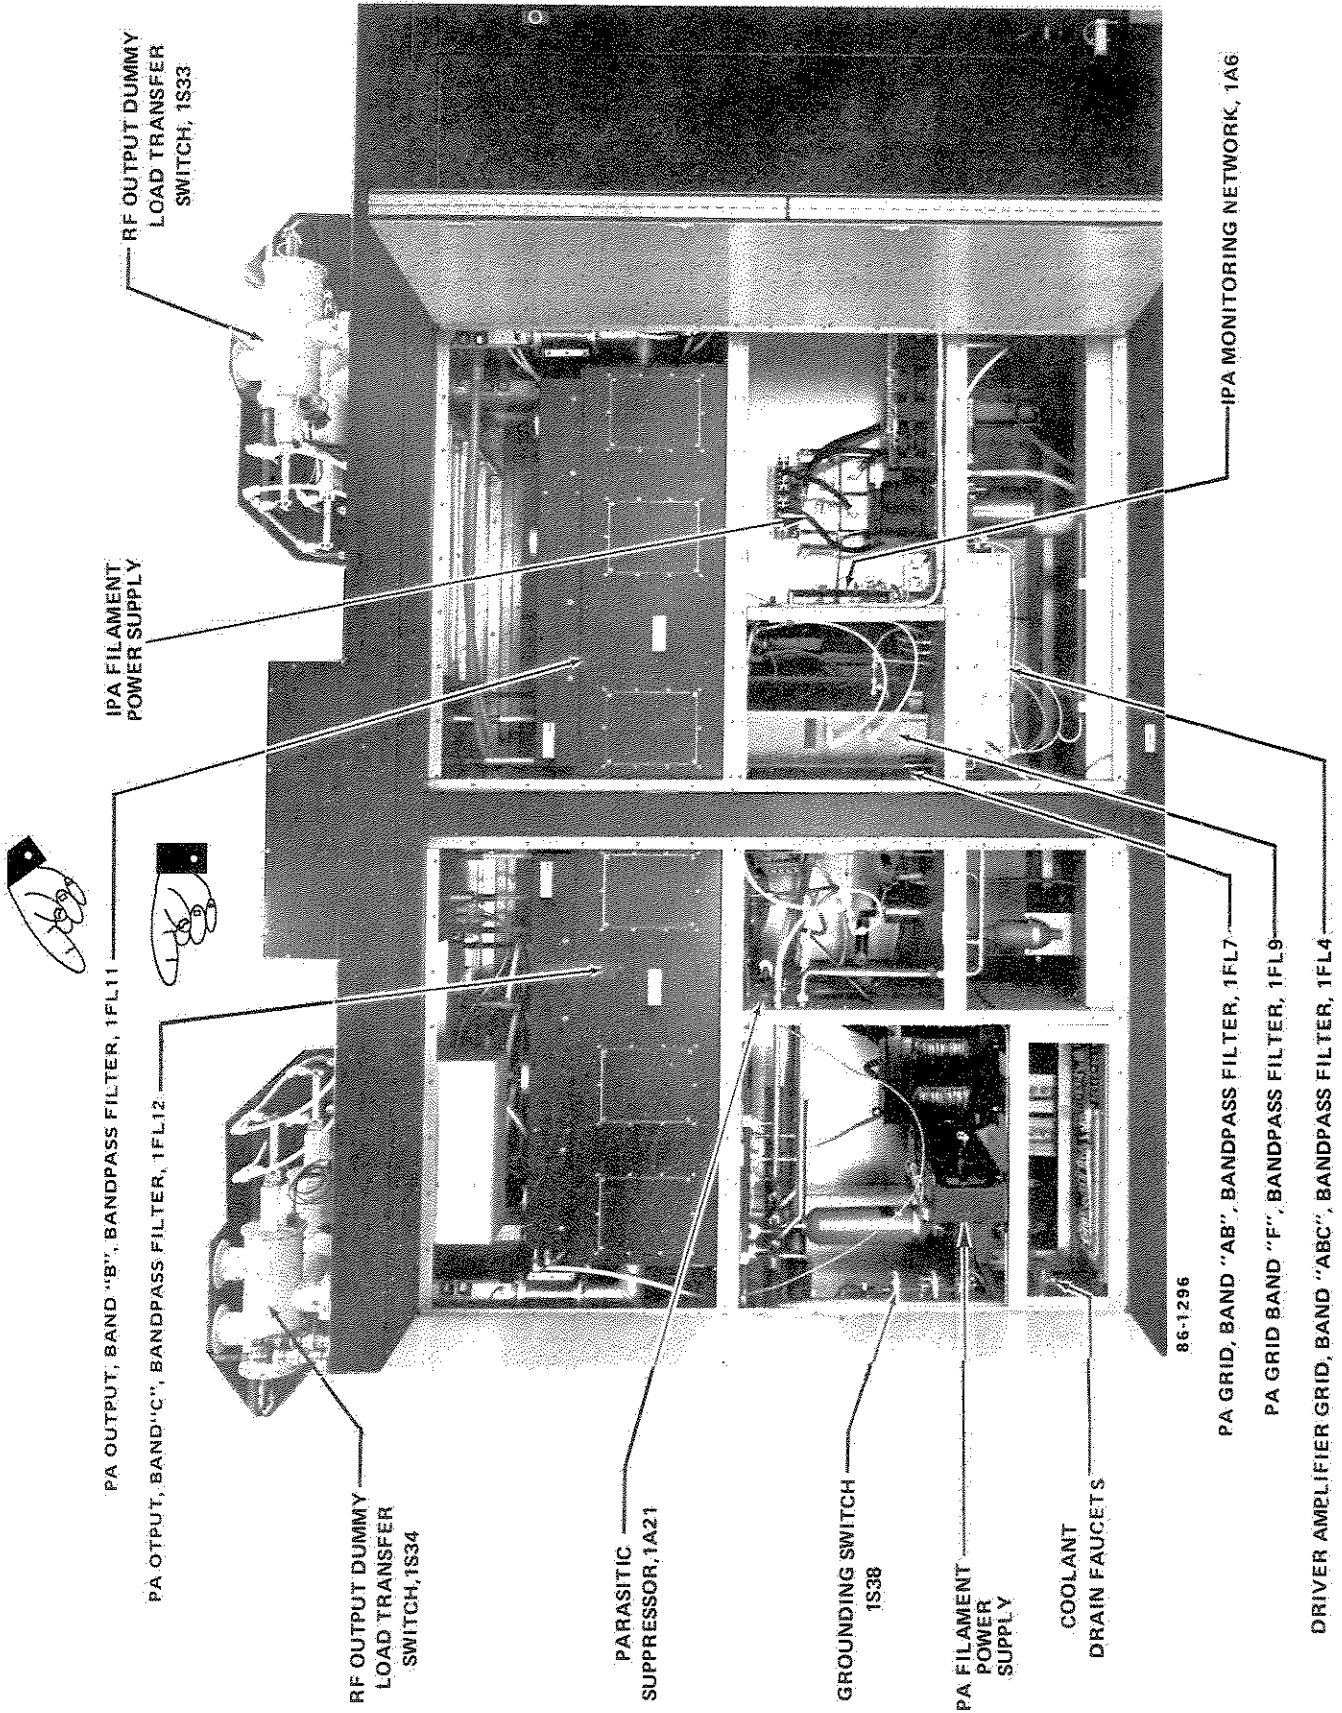 PA OUTPUT, BAND "B", BANDPASS FILTER, 1FL11
PA OTPUT, BAND "C", BANDPASS FILTER, 1FL12
IPA FILAMENT
POWER SUPPLY
RF OUTPUT DUMMY
LOAD TRANSFER
SWITCH, 1S33
RF OUTPUT DUMMY
LOAD TRANSFER
SWITCH, 1S34
PARASITIC
SUPPRESSOR, 1A21
GROUNDING SWITCH
1S38
PA FILAMENT
POWER
SUPPLY
COOLANT
DRAIN FAUCETS
86-1296
IPA MONITORING NETWORK, 1A6
PA GRID, BAND "AB", BANDPASS FILTER, 1FL7
PA GRID BAND "F", BANDPASS FILTER, 1FL9
DRIVER AMPLIFIER GRID, BAND "ABC", BANDPASS FILTER, 1FL4